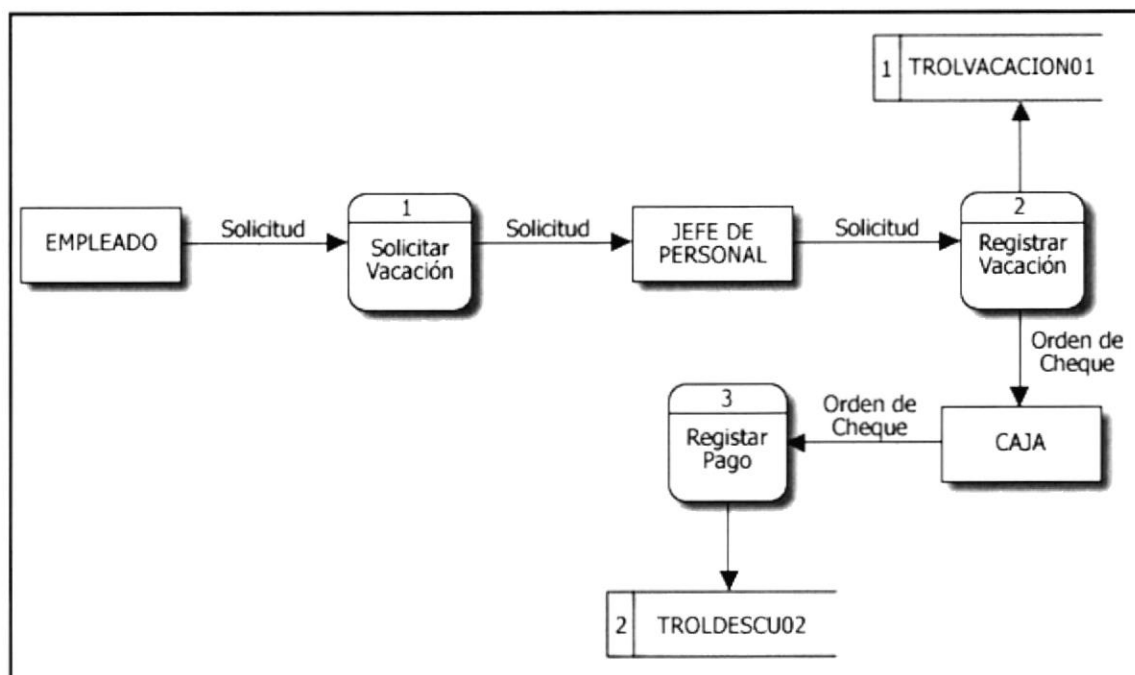 1 TROLVACACION01
EMPLEADO
Solicitud
1
Solicitar
Vacación
Solicitud
JEFE DE
PERSONAL
Solicitud
2
Registrar
Vacación
Orden de
Cheque
CAJA
Orden de
Cheque
3
Registar
Pago
2 TROLDESCU02